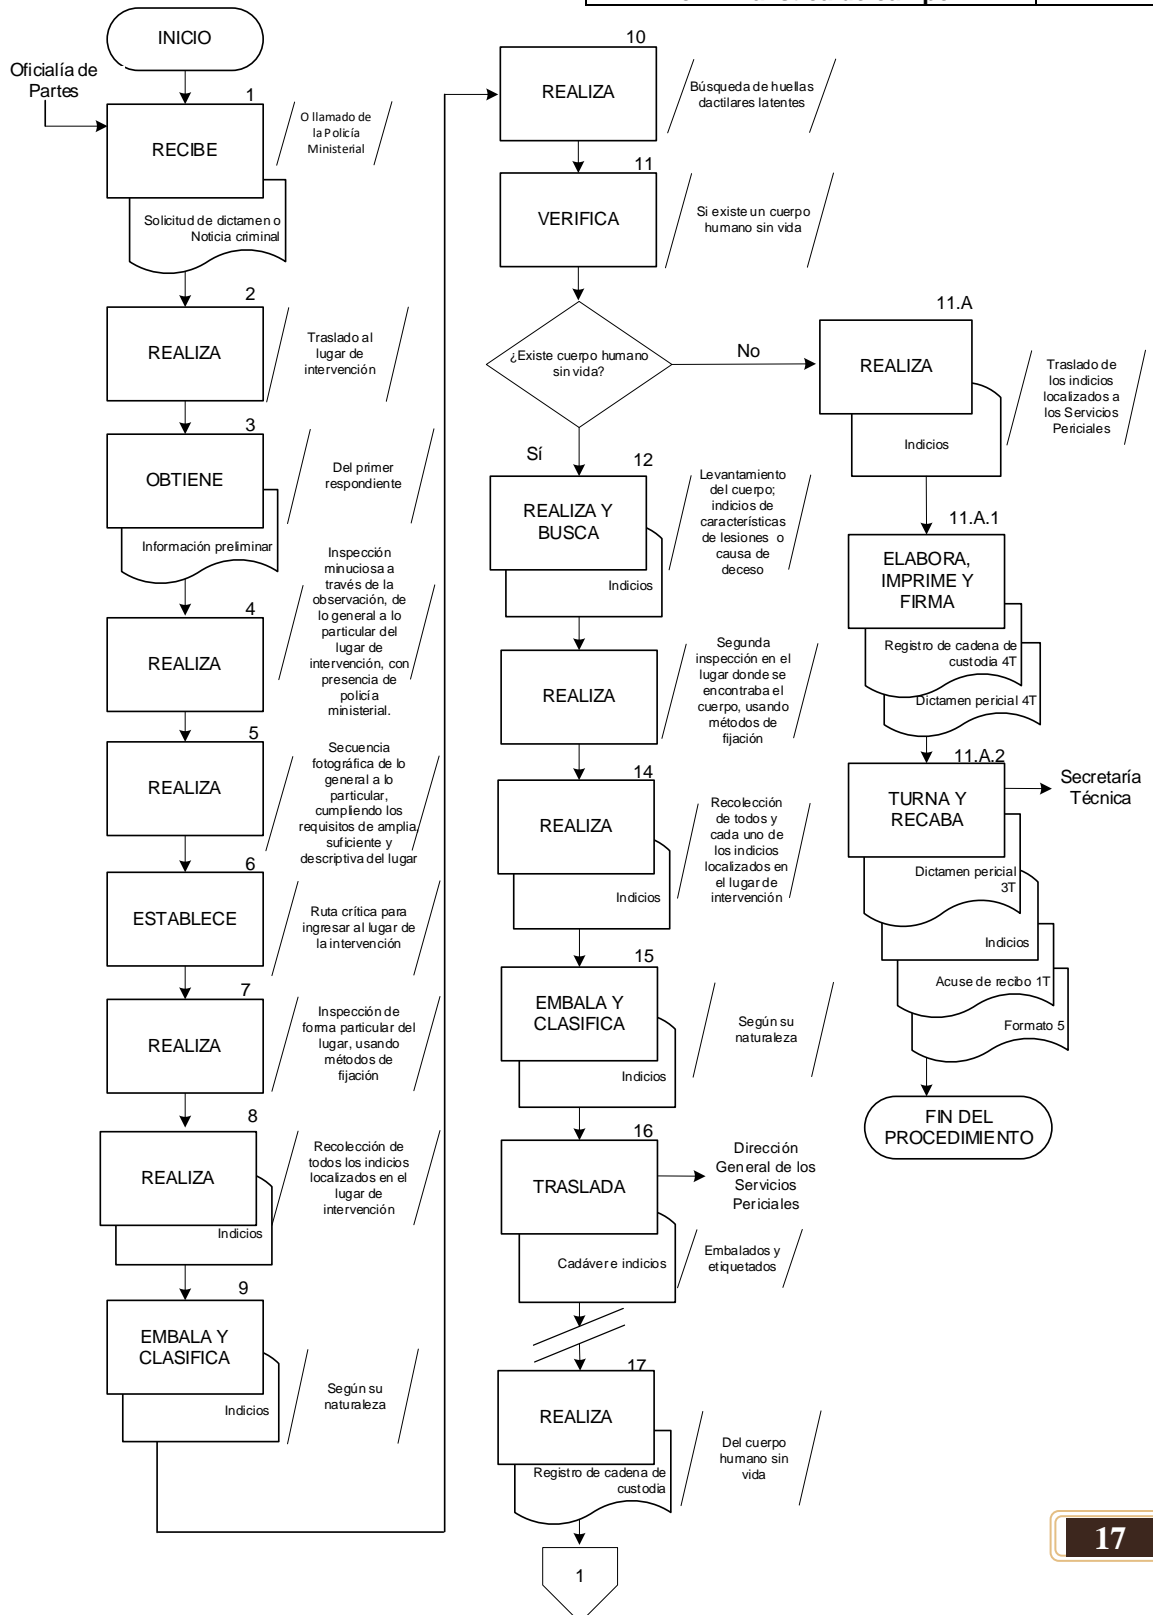 INICIO
Oficialía de
Partes
1
RECIBE
O llamado de
la Policía
Ministerial
Solicitud de dictamen o
Noticia criminal
2
REALIZA
Traslado al
lugar de
intervención
3
OBTIENE
Del primer
respondiente
Información preliminar
4
REALIZA
Inspección
minuciosa a
través de la
observación, de
lo general a lo
particular del
lugar de
intervención, con
presencia de
policía
ministerial.
5
REALIZA
Secuencia
fotográfica de lo
general a lo
particular,
cumpliendo los
requisitos de amplia
suficiente y
descriptiva del lugar
6
ESTABLECE
Ruta crítica para
ingresar al lugar de
la intervención
7
REALIZA
Inspección de
forma particular del
lugar, usando
métodos de
fijación
8
REALIZA
Recolección de
todos los indicios
localizados en el
lugar de
intervención
Indicios
9
EMBALA Y
CLASIFICA
Según su
naturaleza
Indicios
10
REALIZA
Búsqueda de huellas
dactilares latentes
11
VERIFICA
Si existe un cuerpo
humano sin vida
¿Existe cuerpo humano
sin vida?
No
Sí
12
REALIZA Y
BUSCA
Levantamiento
del cuerpo;
indicios de
características
de lesiones o
causa de
deceso
Indicios
REALIZA
Segunda
inspección en el
lugar donde se
encontraba el
cuerpo, usando
métodos de
fijación
14
REALIZA
Recolección
de todos y
cada uno de
los indicios
localizados en
el lugar de
intervención
Indicios
15
EMBALA Y
CLASIFICA
Según su
naturaleza
Indicios
16
TRASLADA
Dirección
General de los
Servicios
Periciales
Cadáver e indicios
Embalados y
etiquetados
17
REALIZA
Del cuerpo
humano sin
vida
Registro de cadena de
custodia
1
11.A
REALIZA
Traslado de
los indicios
localizados a
los Servicios
Periciales
Indicios
11.A.1
ELABORA,
IMPRIME Y
FIRMA
Registro de cadena de
custodia 4T
Dictamen pericial 4T
11.A.2
TURNA Y
RECABA
Secretaría
Técnica
Dictamen pericial
3T
Indicios
Acuse de recibo 1T
Formato 5
FIN DEL
PROCEDIMIENTO
17